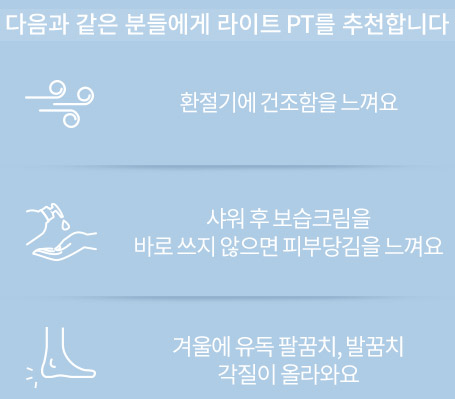 다음과 같은 분들에게 라이트 PT를 추천합니다
환절기에 건조함을 느껴요
샤워 후 보습크림을
바로 쓰지 않으면 피부당김을 느껴요
겨울에 유독 팔꿈치, 발꿈치
각질이 올라와요